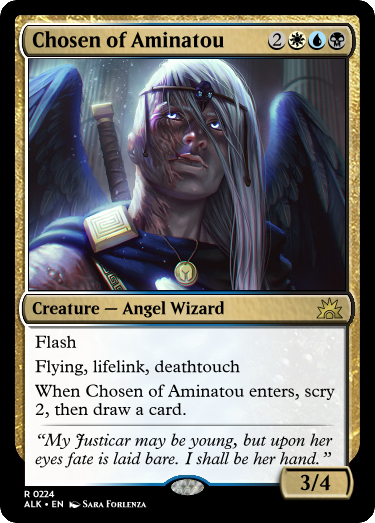 Chosen of Aminatou 2
Creature — Angel Wizard
Flash
Flying, lifelink, deathtouch
When Chosen of Aminatou enters, scry
2, then draw a card.
“My Justicar may be young, but upon her
eyes fate is laid bare. I shall be her hand.”
3/4
R 0224
ALK • EN Sara Forlenza